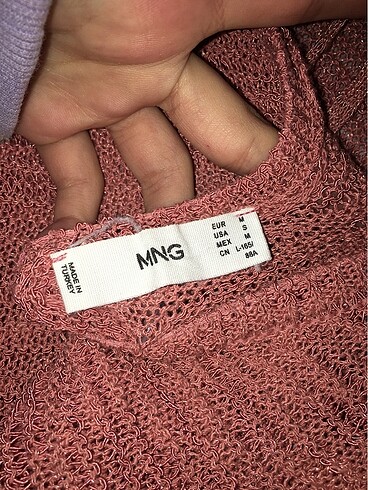 MADE IN
TURKEY
MNG
EUR M
USA S
MEX M
CN L-165/
88A